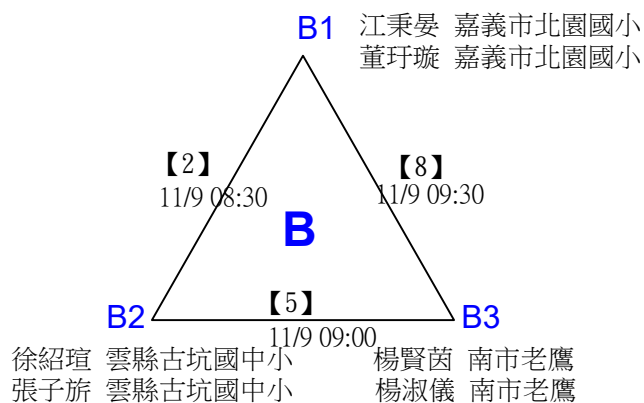 B1
江秉晏 嘉義市北園國小
董玗璇 嘉義市北園國小
【2】
11/9 08:30
【8】
11/9 09:30
B
【5】
11/9 09:00
B2
B3
徐紹瑄 雲縣古坑國中小
張子旂 雲縣古坑國中小
楊賢茵 南市老鷹
楊淑儀 南市老鷹